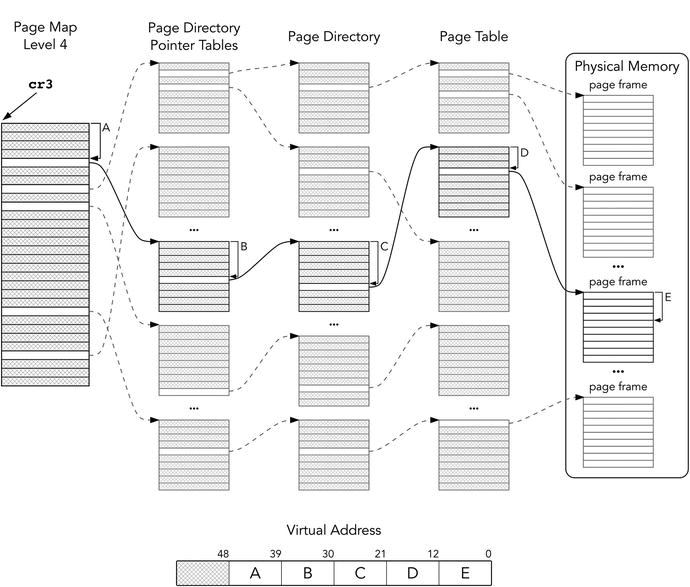 Page Map
Level 4
Page Directory
Pointer Tables
Page Directory
Page Table
Physical Memory
cr3
page frame
A
D
page frame
...
...
B
C
...
page frame
E
...
...
page frame
...
...
Virtual Address
48 39 30 21 12 0
A B C D E